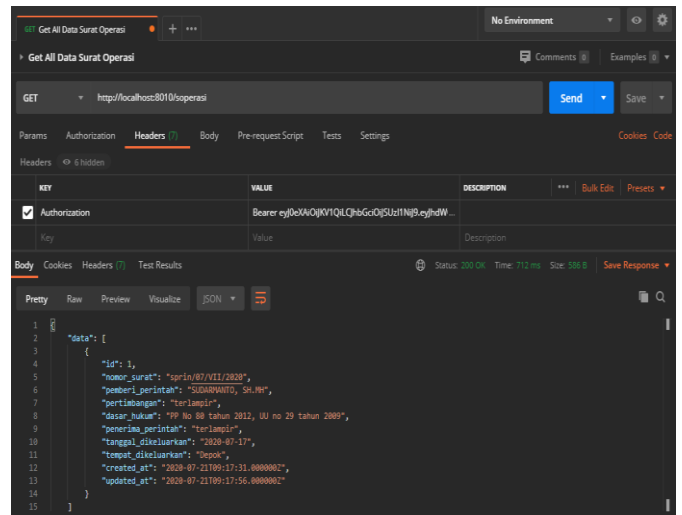 GET Get All Data Surat Operasi + ••• No Environment
Get All Data Surat Operasi Comments 0 Examples 0
GET http://localhost:8010/soperasi Send Save
Params Authorization Headers (7) Body Pre-request Script Tests Settings Cookies Code
Headers 6 hidden
KEY VALUE DESCRIPTION ••• Bulk Edit Presets
Authorization Bearer eyJ0eXAiOiJKV1QiLCJhbGciOiJSUzI1NiJ9.eyJhdW...
Key Value Description
Body Cookies Headers (7) Test Results Status: 200 OK Time: 712 ms Size: 586 B Save Response
Pretty Raw Preview Visualize JSON
1 {
2 "data": [
3 {
4 "id": 1,
5 "nomor_surat": "sprin/07/VII/2020",
6 "pemberi_perintah": "SUDARMANTO, SH.MH",
7 "pertimbangan": "terlampir",
8 "dasar_hukum": "PP No 80 tahun 2012, UU no 29 tahun 2009",
9 "penerima_perintah": "terlampir",
10 "tanggal_dikeluarkan": "2020-07-17",
11 "tempat_dikeluarkan": "Depok",
12 "created_at": "2020-07-21T09:17:31.000000Z",
13 "updated_at": "2020-07-21T09:17:56.000000Z"
14 }
15 ]